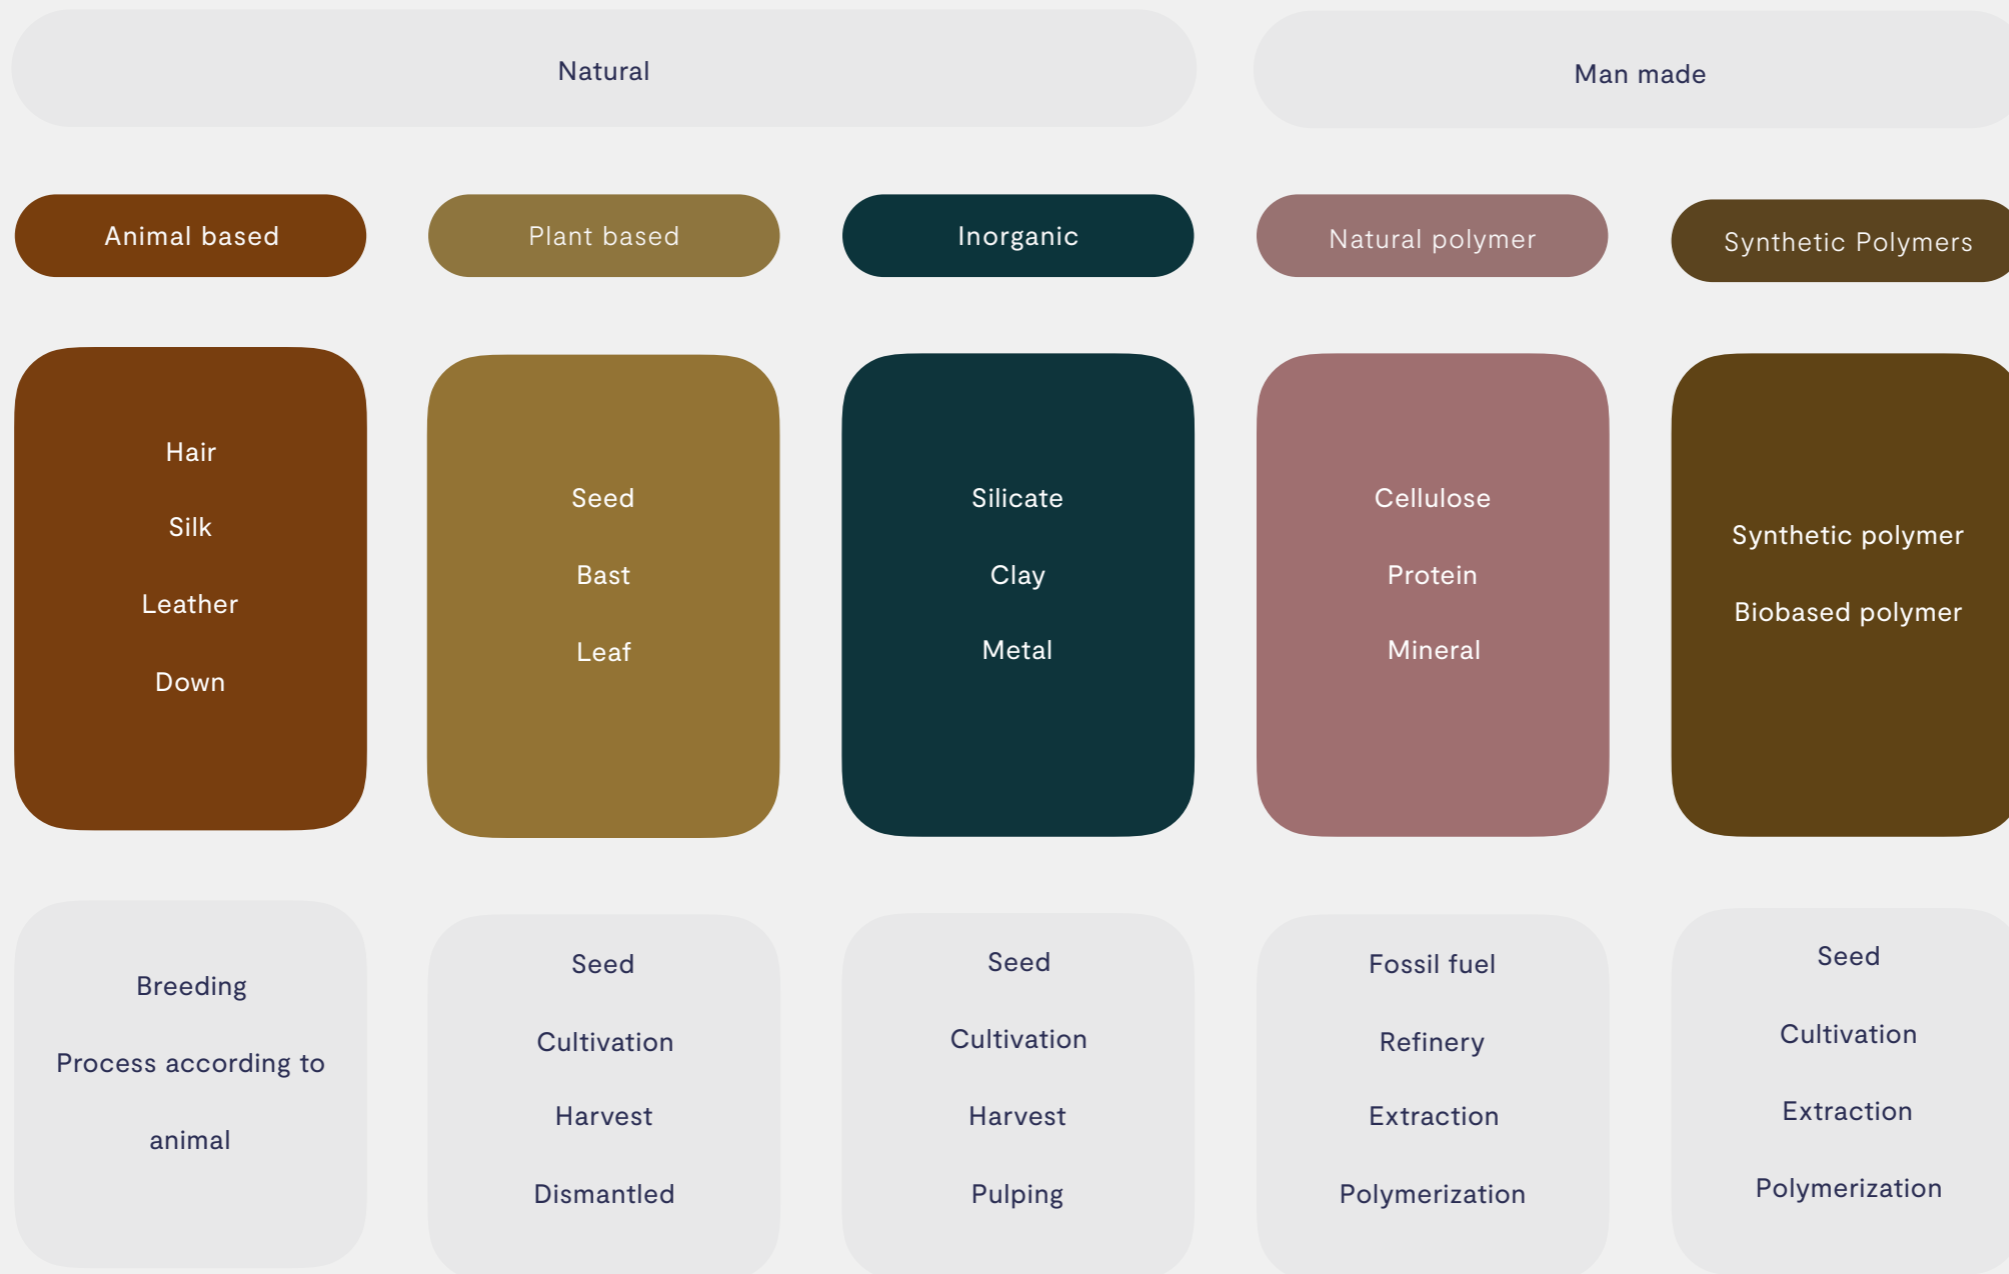 Natural
Man made
Animal based
Plant based
Inorganic
Natural polymer
Synthetic Polymers
Hair
Silk
Leather
Down
Seed
Bast
Leaf
Silicate
Clay
Metal
Cellulose
Protein
Mineral
Synthetic polymer
Biobased polymer
Breeding
Process according to
animal
Seed
Cultivation
Harvest
Dismantled
Seed
Cultivation
Harvest
Pulping
Fossil fuel
Refinery
Extraction
Polymerization
Seed
Cultivation
Extraction
Polymerization